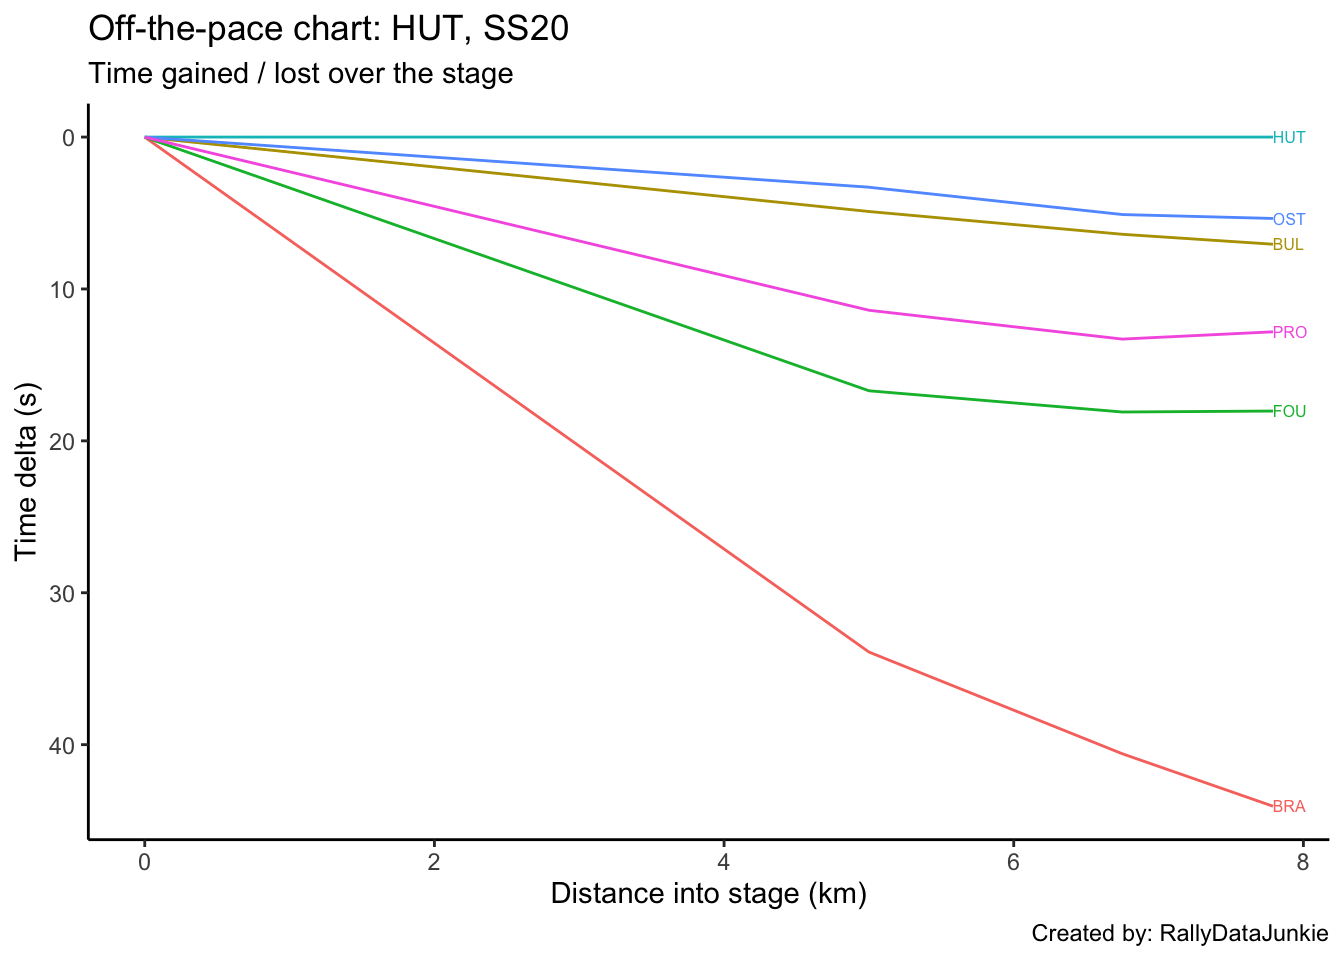 Off-the-pace chart: HUT, SS20
Time gained / lost over the stage
0
10
20
30
40
Time delta (s)
HUT
OST
BUL
PRO
FOU
BRA
0 2 4 6 8
Distance into stage (km)
Created by: RallyDataJunkie